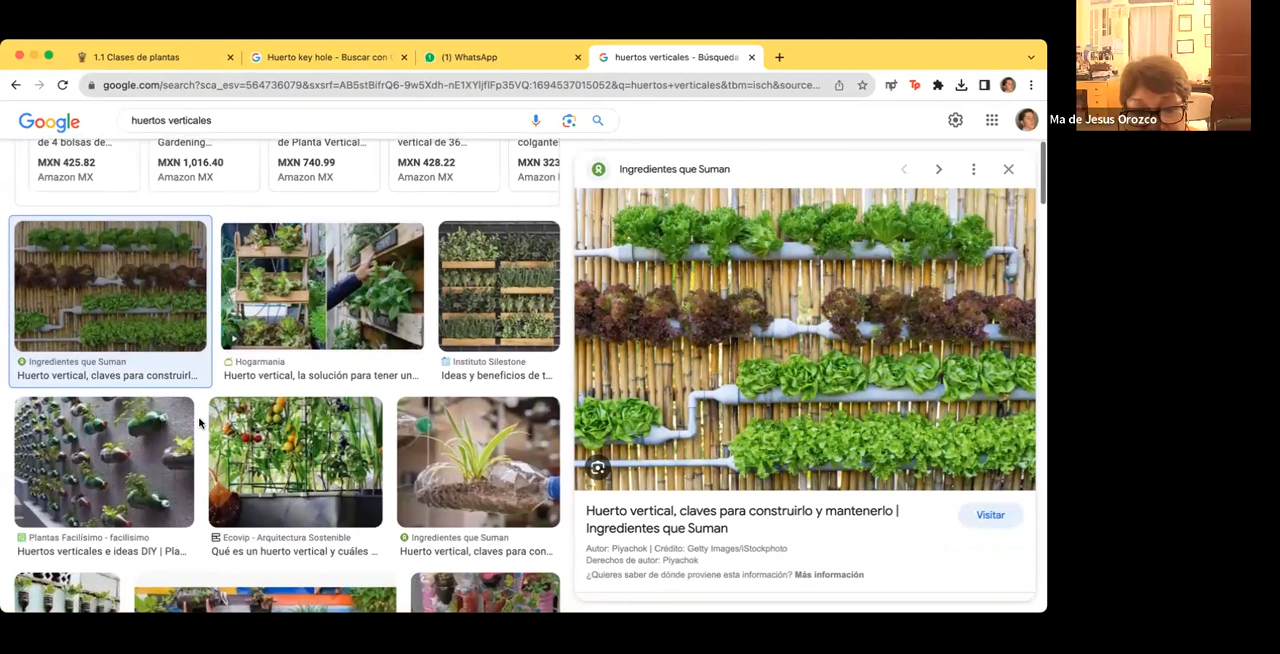 1.1 Clases de plantas
Huerto key hole - Buscar con
(1) WhatsApp
huertos verticales - Búsqueda
google.com/search?sca_esv=564736079&sxsrf=AB5stBifrQ6-9w5Xdh-nE1XYljflFp35VQ:1694537015052&q=huertos+verticales&tbm=isch&source...
Google
huertos verticales
Ma de Jesus Orozco
de 4 bolsas de...
Gardening...
de Planta Vertical...
vertical de 36...
colgante
MXN 425.82
MXN 1,016.40
MXN 740.99
MXN 428.22
MXN 323
Amazon MX
Amazon MX
Amazon MX
Amazon MX
Amazon
Ingredientes que Suman
Ingredientes que Suman
Huerto vertical, claves para construirl...
Hogarmania
Huerto vertical, la solución para tener un...
Instituto Silestone
Ideas y beneficios de t...
Plantas Facilísimo - facilisimo
Huertos verticales e ideas DIY | Pla...
Ecovip - Arquitectura Sostenible
Qué es un huerto vertical y cuáles ...
Ingredientes que Suman
Huerto vertical, claves para con...
Huerto vertical, claves para construirlo y mantenerlo |
Ingredientes que Suman
Visitar
Autor: Piyachok | Crédito: Getty Images/iStockphoto
Derechos de autor: Piyachok
¿Quieres saber de dónde proviene esta información? Más información